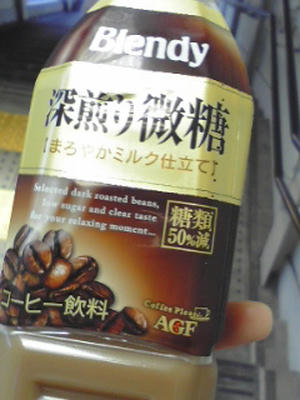 Blendy
深煎り微糖
【まろやかミルク仕立て】
Selected dark roasted beans,
low sugar and clear taste
for your relaxing moment...
糖類
50%減
コーヒー飲料
Coffee Please
AGF